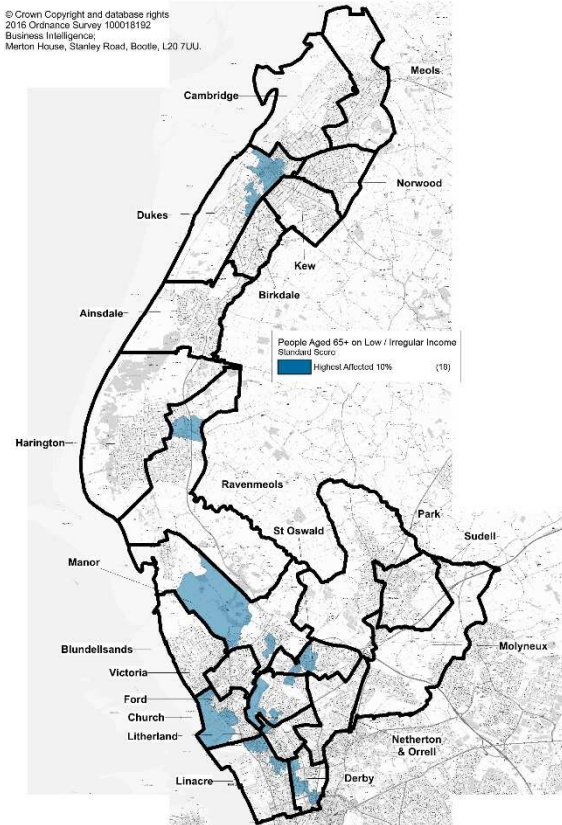 © Crown Copyright and database rights
2016 Ordnance Survey 100018192
Business Intelligence;
Merton House, Stanley Road, Bootle, L20 7UU.
Meols
Cambridge
Norwood
Dukes
Kew
Birkdale
Ainsdale
People Aged 65+ on Low / Irregular Income
Standard Score
Highest Affected 10% (18)
Harington
Ravenmeols
Park
St Oswald
Sudell
Manor
Molyneux
Blundellsands
Victoria
Ford
Church
Litherland
Netherton
& Orrell
Derby
Linacre